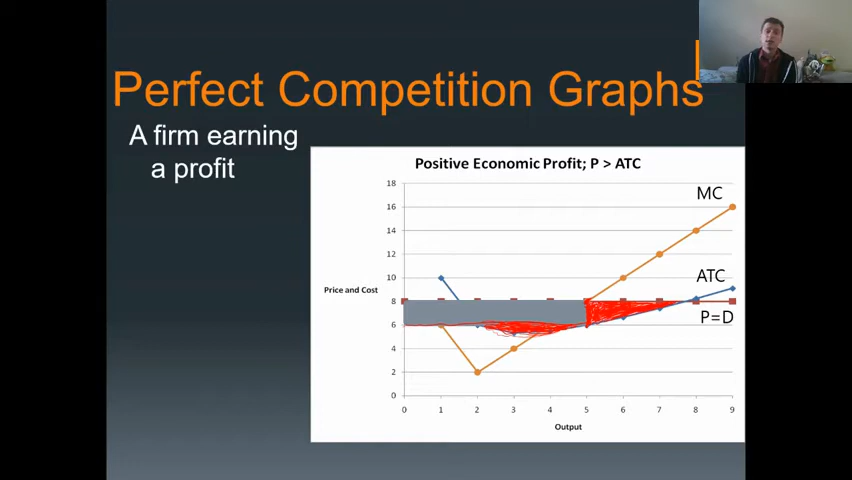 Perfect Competition Graphs
A firm earning
a profit
Positive Economic Profit; P > ATC
18
16
14
12
10
8
6
4
2
0
Price and Cost
MC
ATC
P=D
0 1 2 3 4 5 6 7 8 9
Output